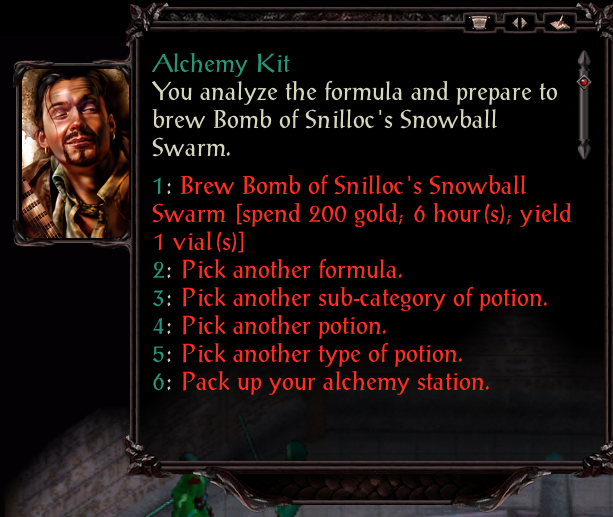 Alchemy Kit
You analyze the formula and prepare to
brew Bomb of Snilloc's Snowball
Swarm.
1: Brew Bomb of Snilloc's Snowball
Swarm [spend 200 gold; 6 hour(s); yield
1 vial(s)]
2: Pick another formula.
3: Pick another sub-category of potion.
4: Pick another potion.
5: Pick another type of potion.
6: Pack up your alchemy station.